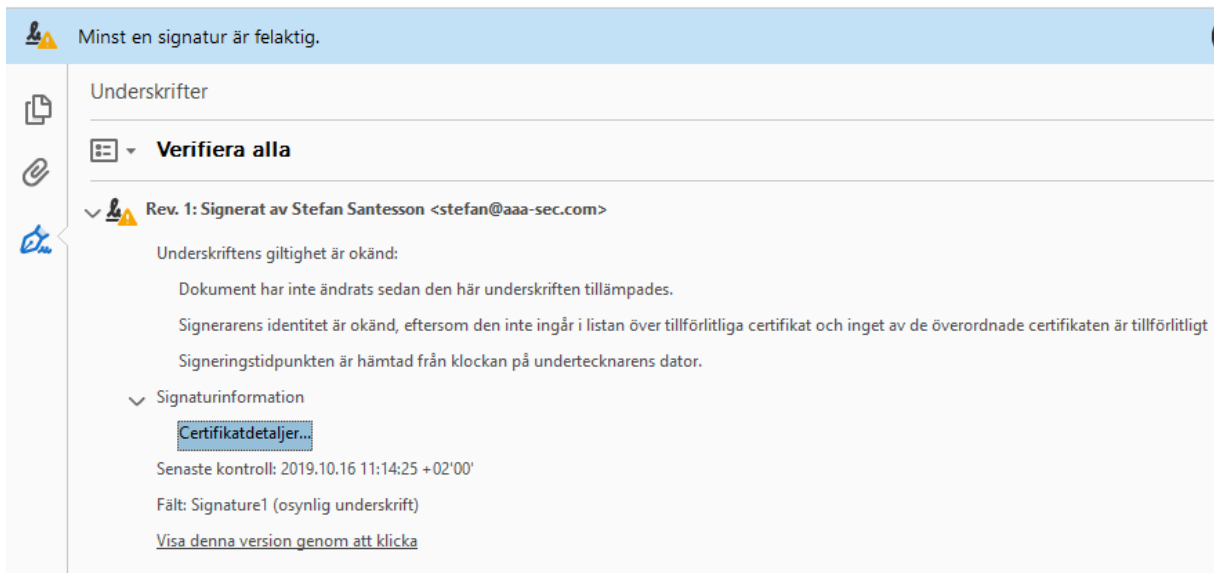 Minst en signatur är felaktig.
Underskrifter
Verifiera alla
Rev. 1: Signerat av Stefan Santesson <stefan@aaa-sec.com>
Underskriftens giltighet är okänd:
Dokument har inte ändrats sedan den här underskriften tillämpades.
Signerarens identitet är okänd, eftersom den inte ingår i listan över tillförlitliga certifikat och inget av de överordnade certifikaten är tillförlitligt
Signeringstidpunkten är hämtad från klockan på undertecknarens dator.
Signaturinformation
Certifikatdetaljer...
Senaste kontroll: 2019.10.16 11:14:25 +02'00'
Fält: Signature1 (osynlig underskrift)
Visa denna version genom att klicka